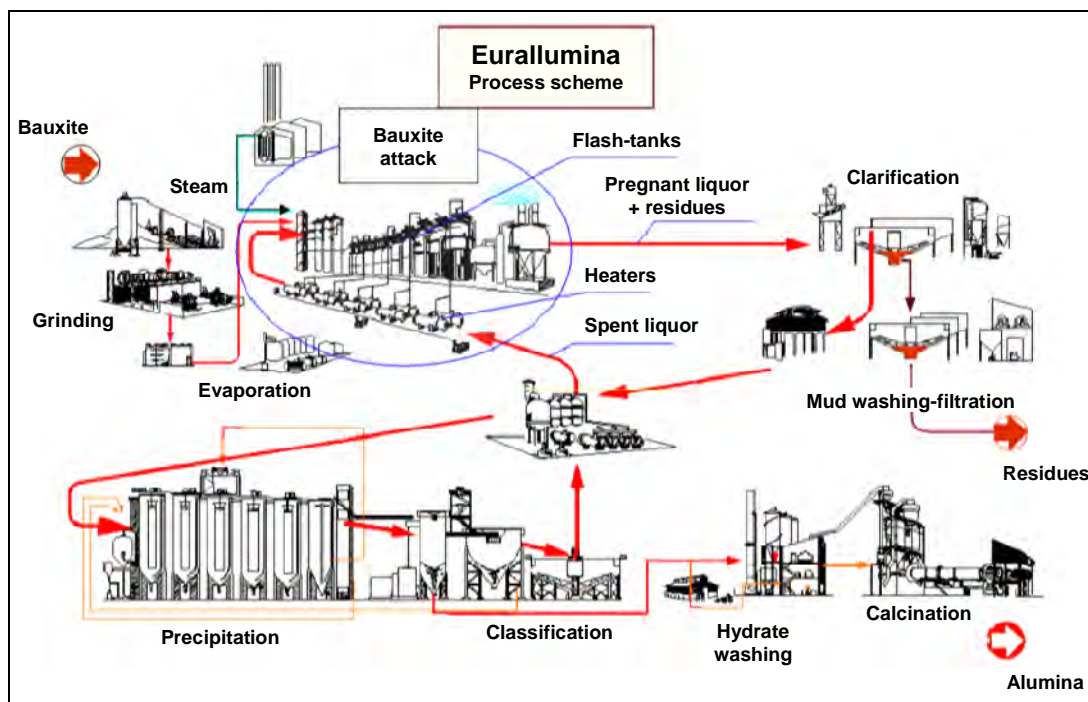 Eurallumina
Process scheme
Bauxite
Bauxite
attack
Flash-tanks
Steam
Pregnant liquor
+ residues
Clarification
Heaters
Grinding
Spent liquor
Evaporation
Mud washing-filtration
Residues
Precipitation
Classification
Hydrate
washing
Calcination
Alumina